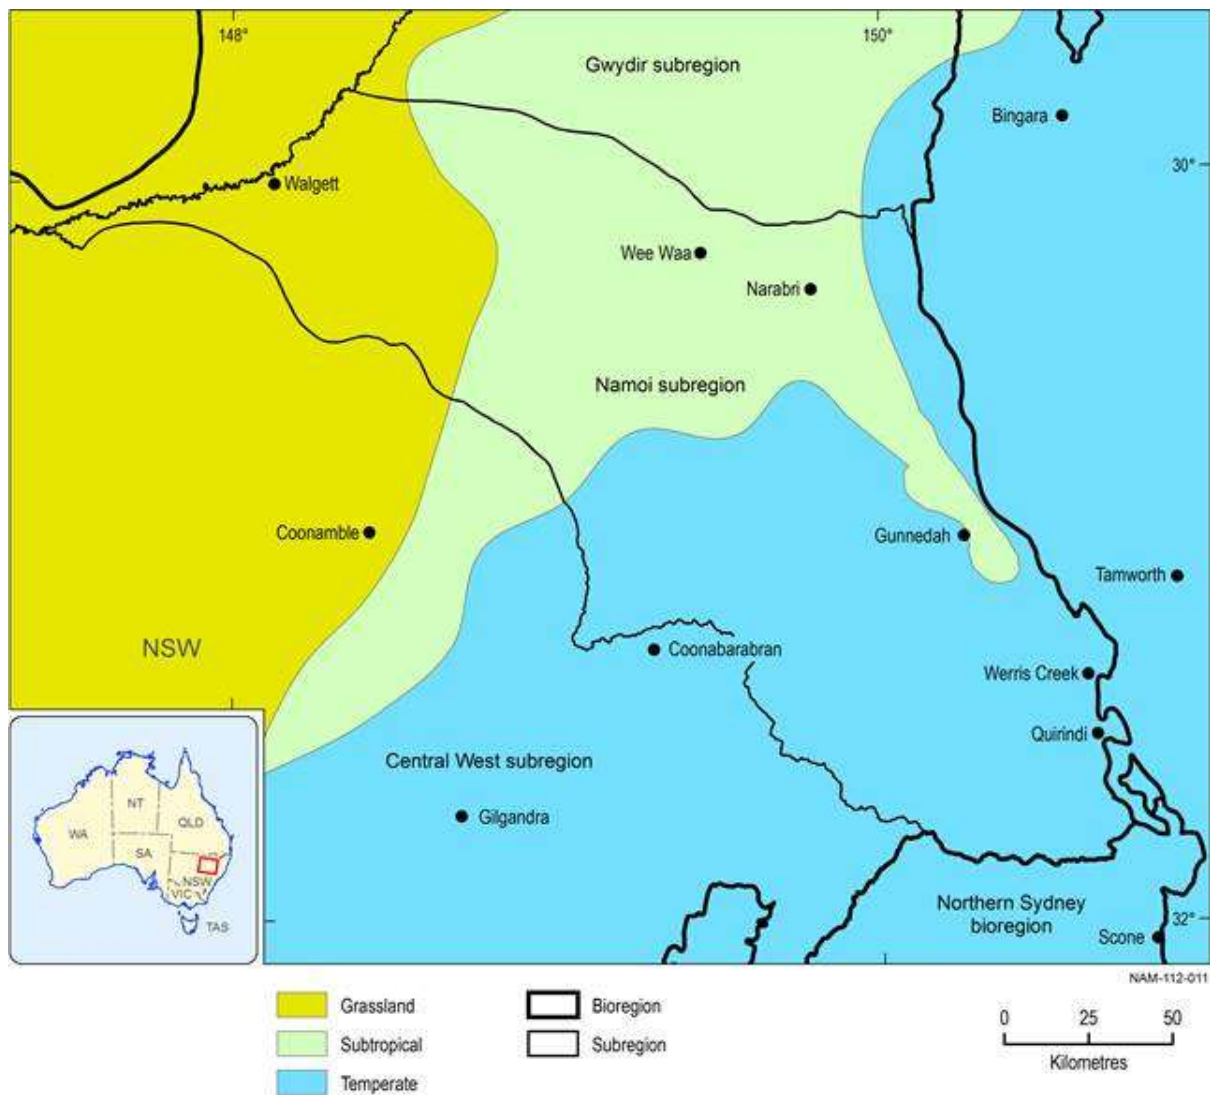 148°
150°
Gwydir subregion
Bingara
30°
Walgett
Wee Waa
Narabri
Namoi subregion
Coonamble
Gunnedah
Tamworth
NSW
Coonabarabran
Werris Creek
Quirindi
Central West subregion
Gilgandra
Northern Sydney
bioregion
32°
Scone
WA
NT
QLD
SA
NSW
VIC
TAS
NAM-112-011
Grassland
Subtropical
Temperate
Bioregion
Subregion
0 25 50
Kilometres